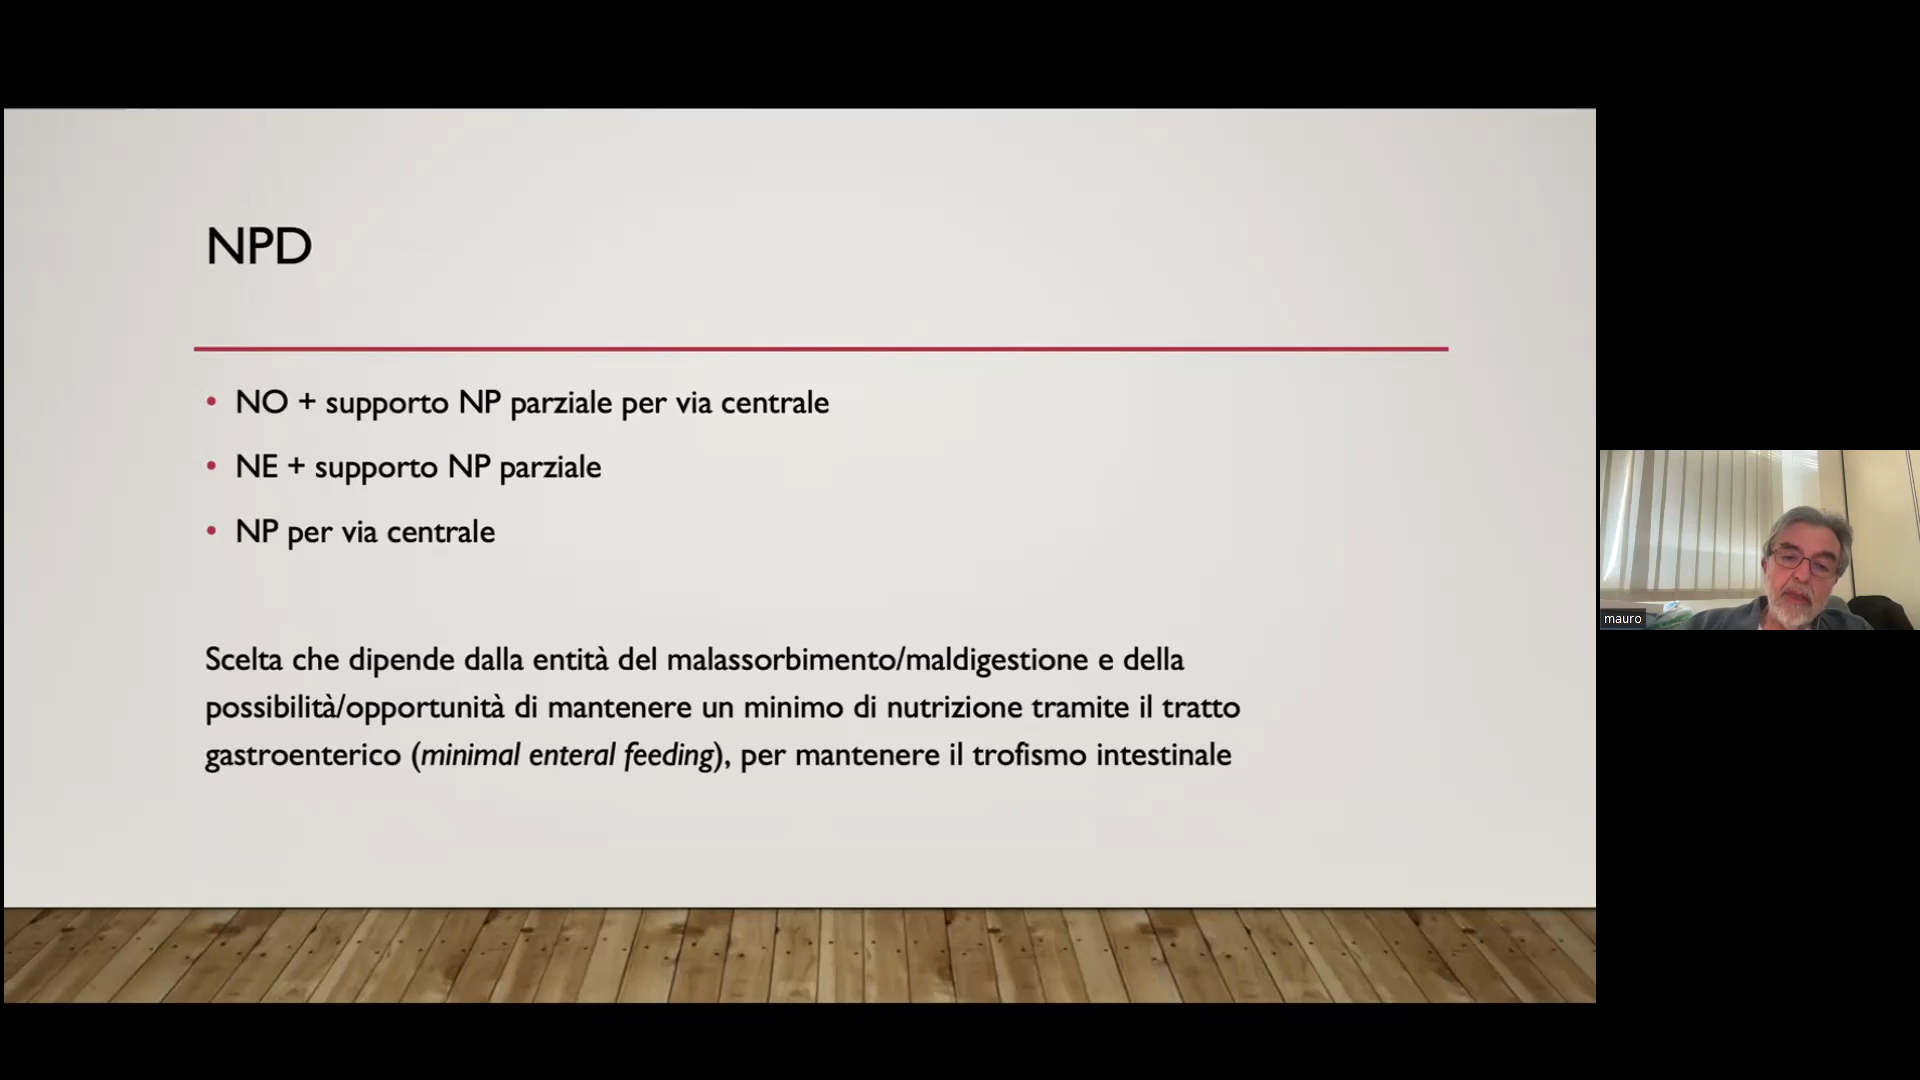 NPD
• NO + supporto NP parziale per via centrale
• NE + supporto NP parziale
• NP per via centrale
Scelta che dipende dalla entità del malassorbimento/maldigestione e della
possibilità/opportunità di mantenere un minimo di nutrizione tramite il tratto
gastroenterico (minimal enteral feeding), per mantenere il trofismo intestinale
mauro